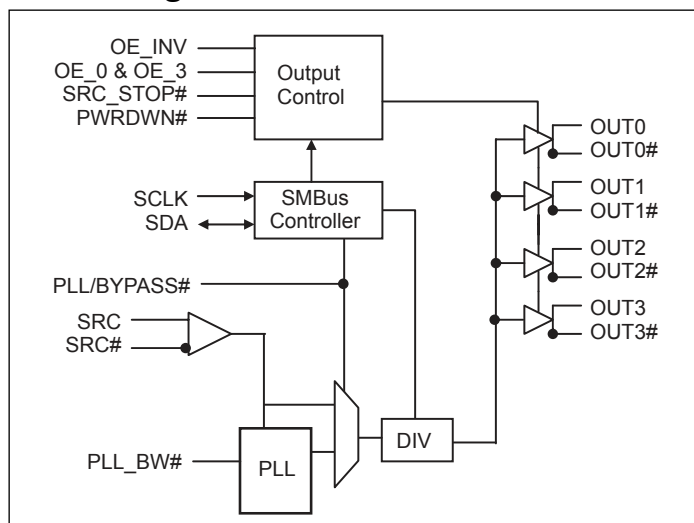 OE_INV
OE_0 & OE_3
SRC_STOP#
PWRDWN#
Output
Control
OUT0
OUT0#
OUT1
OUT1#
SCLK
SDA
SMBus
Controller
OUT2
OUT2#
PLL/BYPASS#
OUT3
OUT3#
SRC
SRC#
DIV
PLL_BW#
PLL